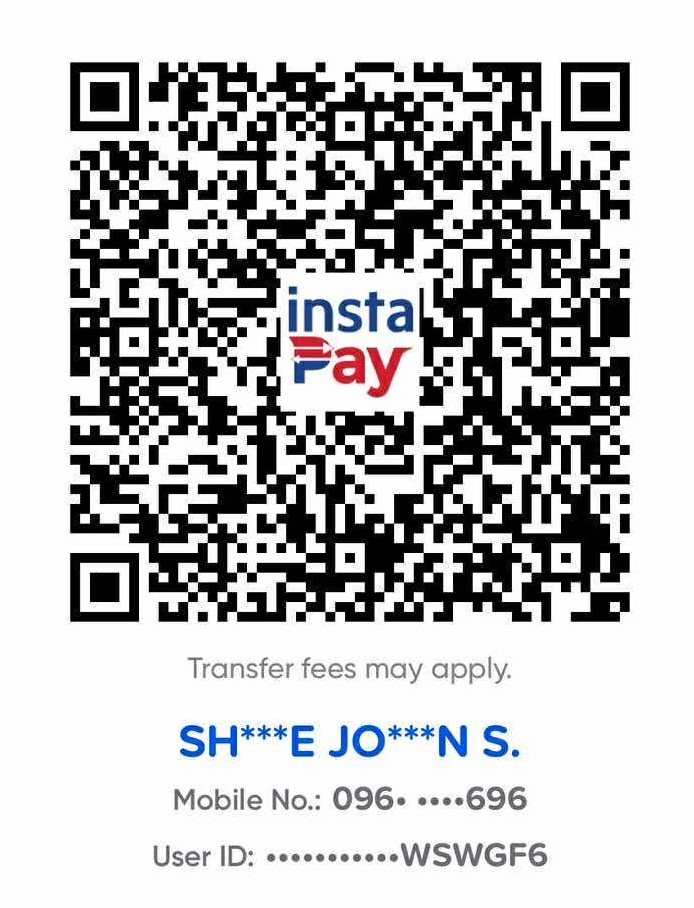 insta
Pay
Transfer fees may apply.
SH***E JO***N S.
Mobile No.: 096• ••••696
User ID: •••••••••••WSWGF6